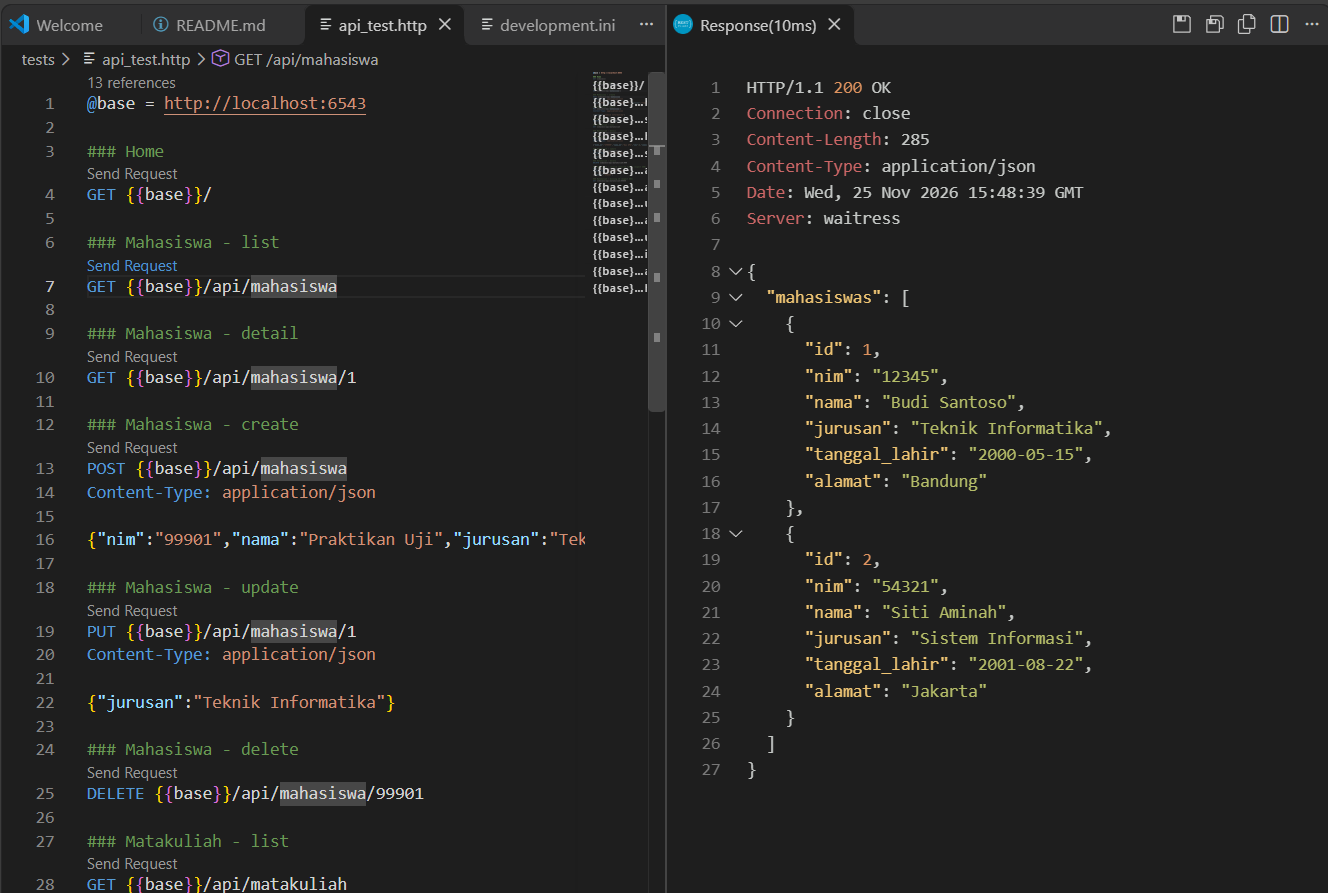 Welcome
README.md
api_test.http
development.ini
tests > api_test.http > GET /api/mahasiswa
13 references
1 @base = http://localhost:6543
2
3 ### Home
Send Request
4 GET {{base}}/
5
6 ### Mahasiswa - list
Send Request
7 GET {{base}}/api/mahasiswa
8
9 ### Mahasiswa - detail
Send Request
10 GET {{base}}/api/mahasiswa/1
11
12 ### Mahasiswa - create
Send Request
13 POST {{base}}/api/mahasiswa
14 Content-Type: application/json
15
16 {"nim":"99901","nama":"Praktikan Uji","jurusan":"Tek
17
18 ### Mahasiswa - update
Send Request
19 PUT {{base}}/api/mahasiswa/1
20 Content-Type: application/json
21
22 {"jurusan":"Teknik Informatika"}
23
24 ### Mahasiswa - delete
Send Request
25 DELETE {{base}}/api/mahasiswa/99901
26
27 ### Matakuliah - list
Send Request
28 GET {{base}}/api/matakuliah
{{base}}/
Response(10ms)
1 HTTP/1.1 200 OK
2 Connection: close
3 Content-Length: 285
4 Content-Type: application/json
5 Date: Wed, 25 Nov 2026 15:48:39 GMT
6 Server: waitress
7
8 {
9 "mahasiswas": [
10 {
11 "id": 1,
12 "nim": "12345",
13 "nama": "Budi Santoso",
14 "jurusan": "Teknik Informatika",
15 "tanggal_lahir": "2000-05-15",
16 "alamat": "Bandung"
17 },
18 {
19 "id": 2,
20 "nim": "54321",
21 "nama": "Siti Aminah",
22 "jurusan": "Sistem Informasi",
23 "tanggal_lahir": "2001-08-22",
24 "alamat": "Jakarta"
25 }
26 ]
27 }